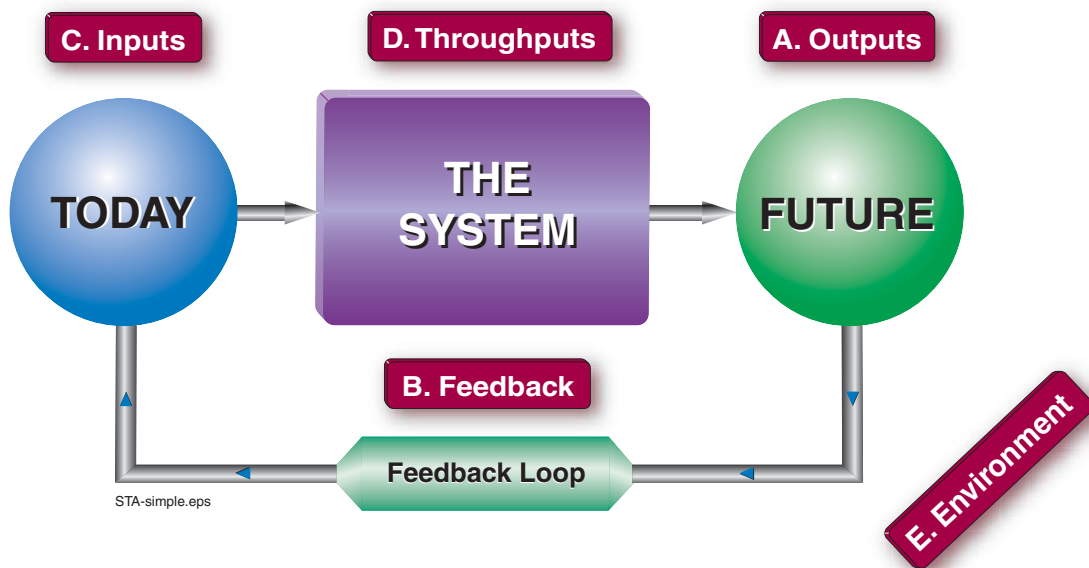 C. Inputs
D. Throughputs
A. Outputs
TODAY
THE
SYSTEM
FUTURE
B. Feedback
Feedback Loop
E. Environment
STA-simple.eps